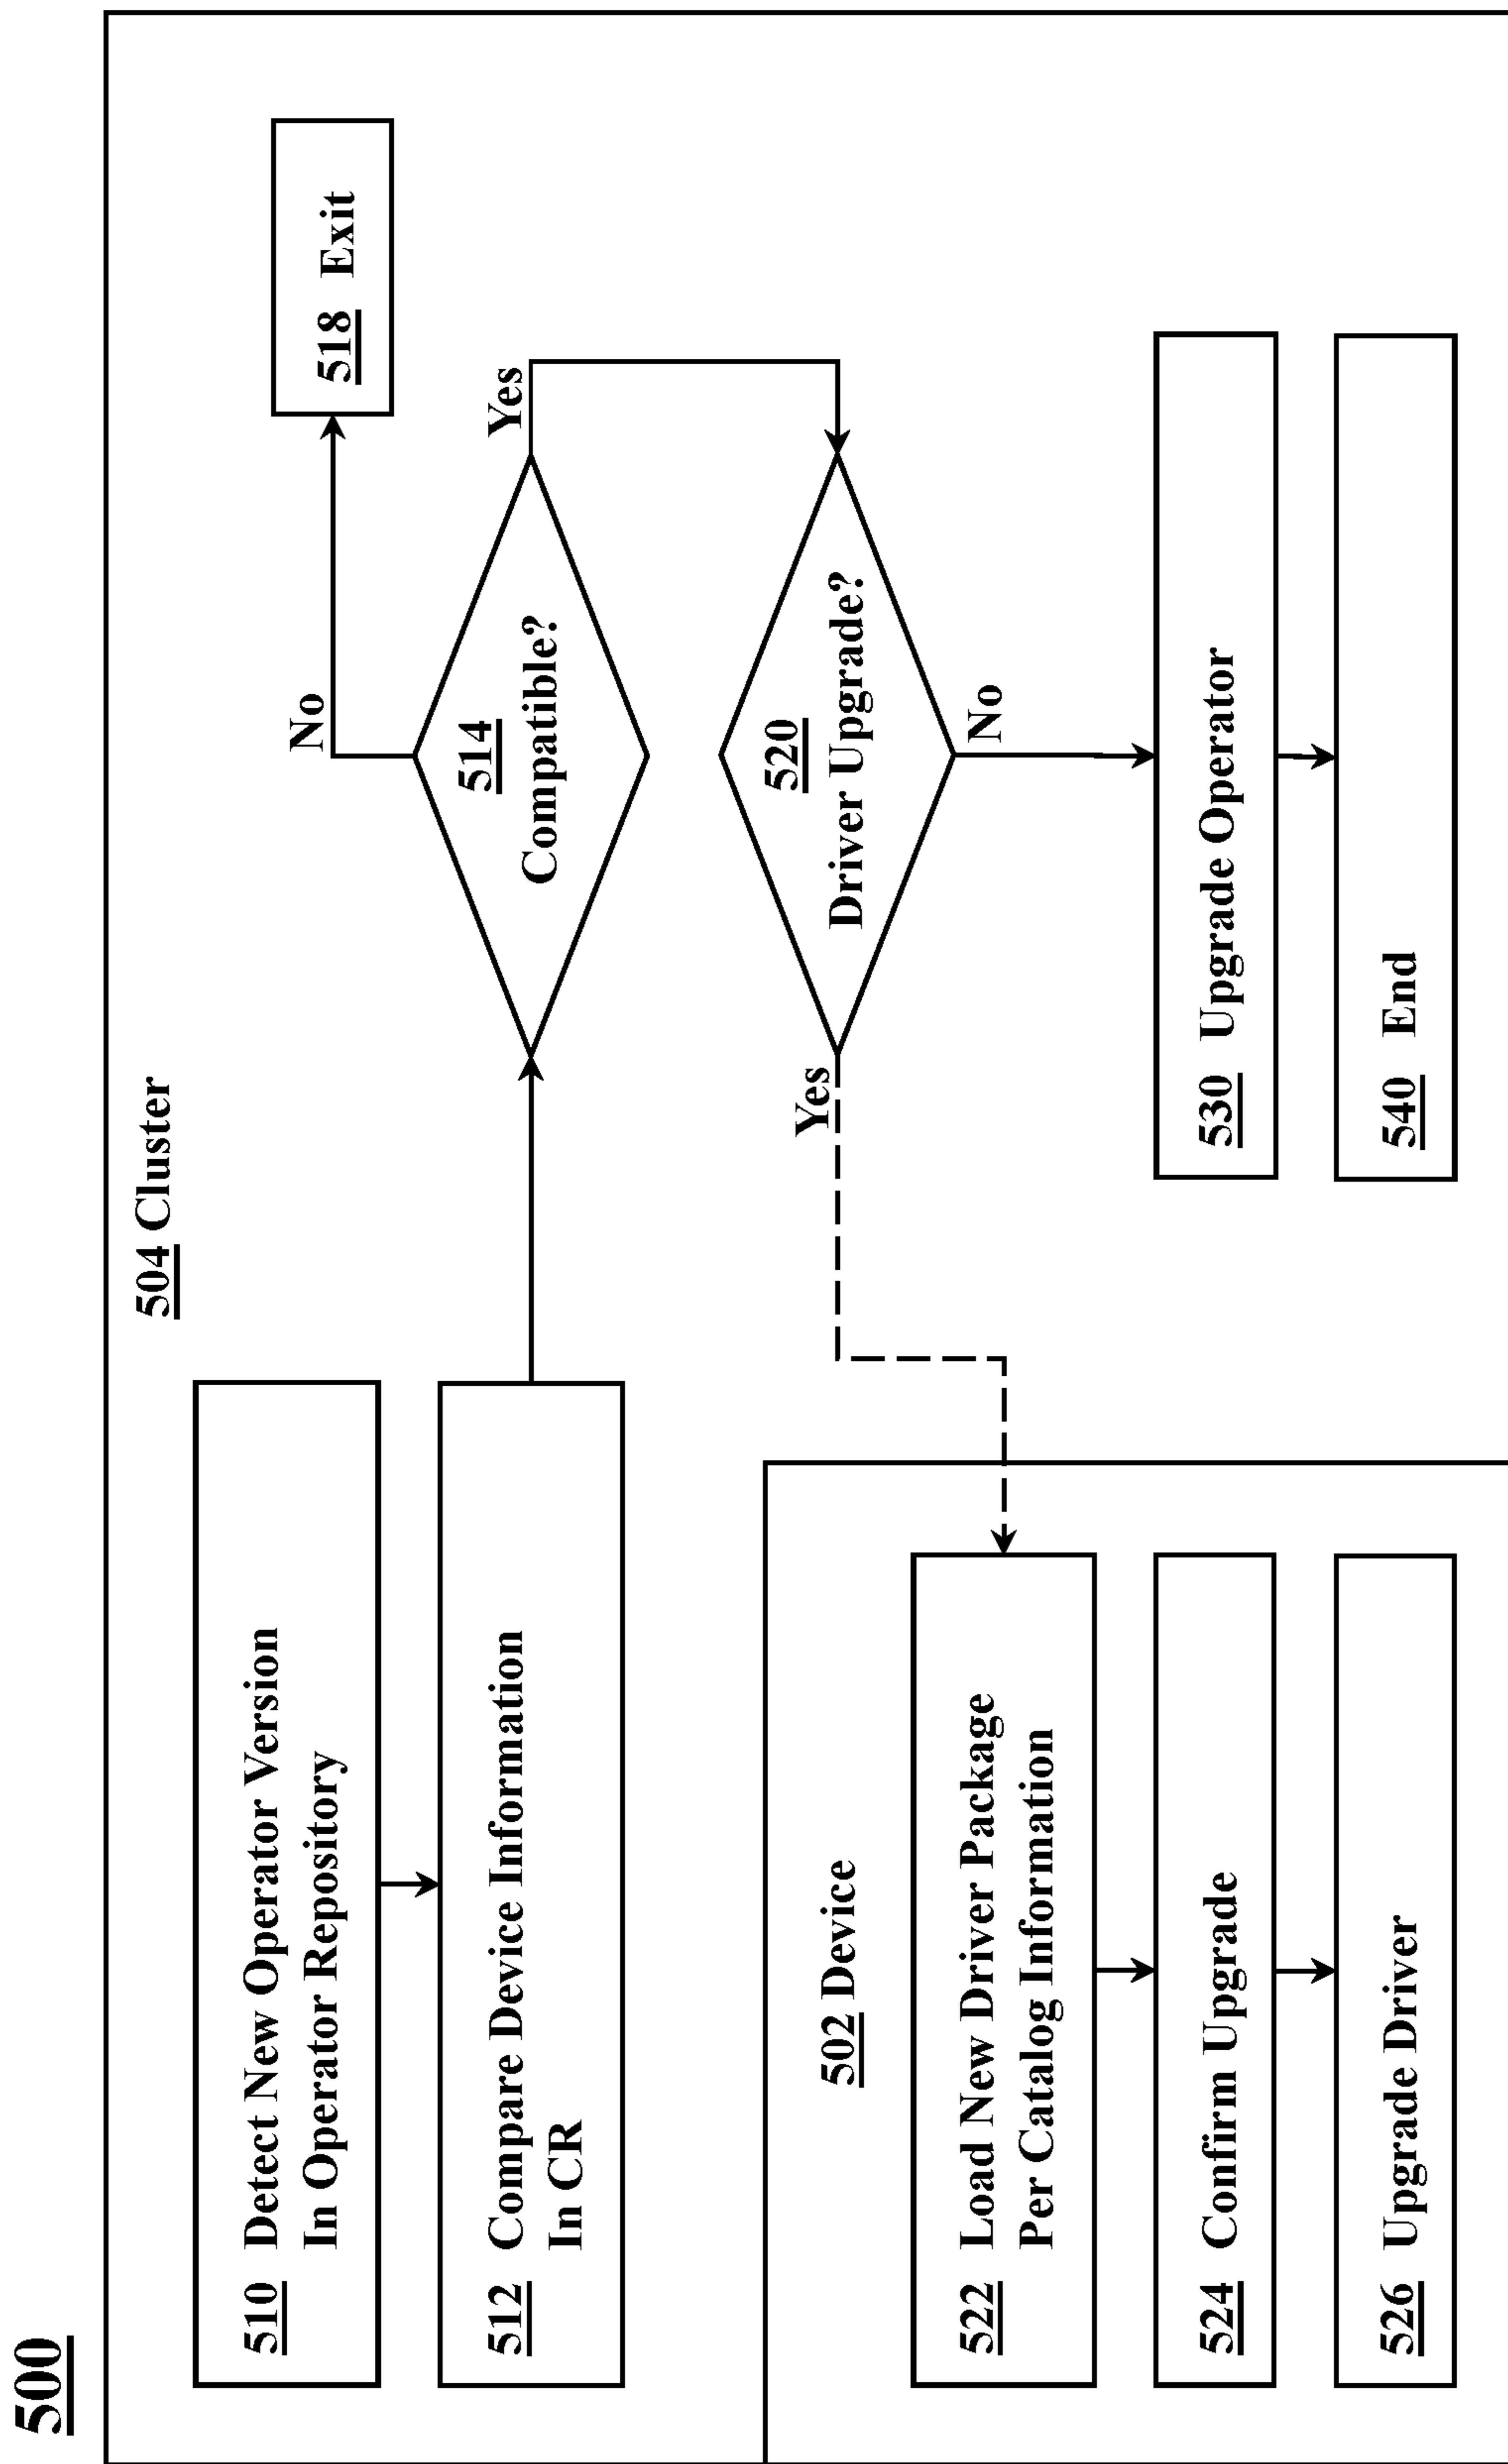 500
504 Cluster
510 Detect New Operator Version
In Operator Repository
512 Compare Device Information
In CR
514
Compatible?
No
518 Exit
Yes
520
Driver Upgrade?
Yes
No
502 Device
522 Load New Driver Package
Per Catalog Information
524 Confirm Upgrade
526 Upgrade Driver
530 Upgrade Operator
540 End